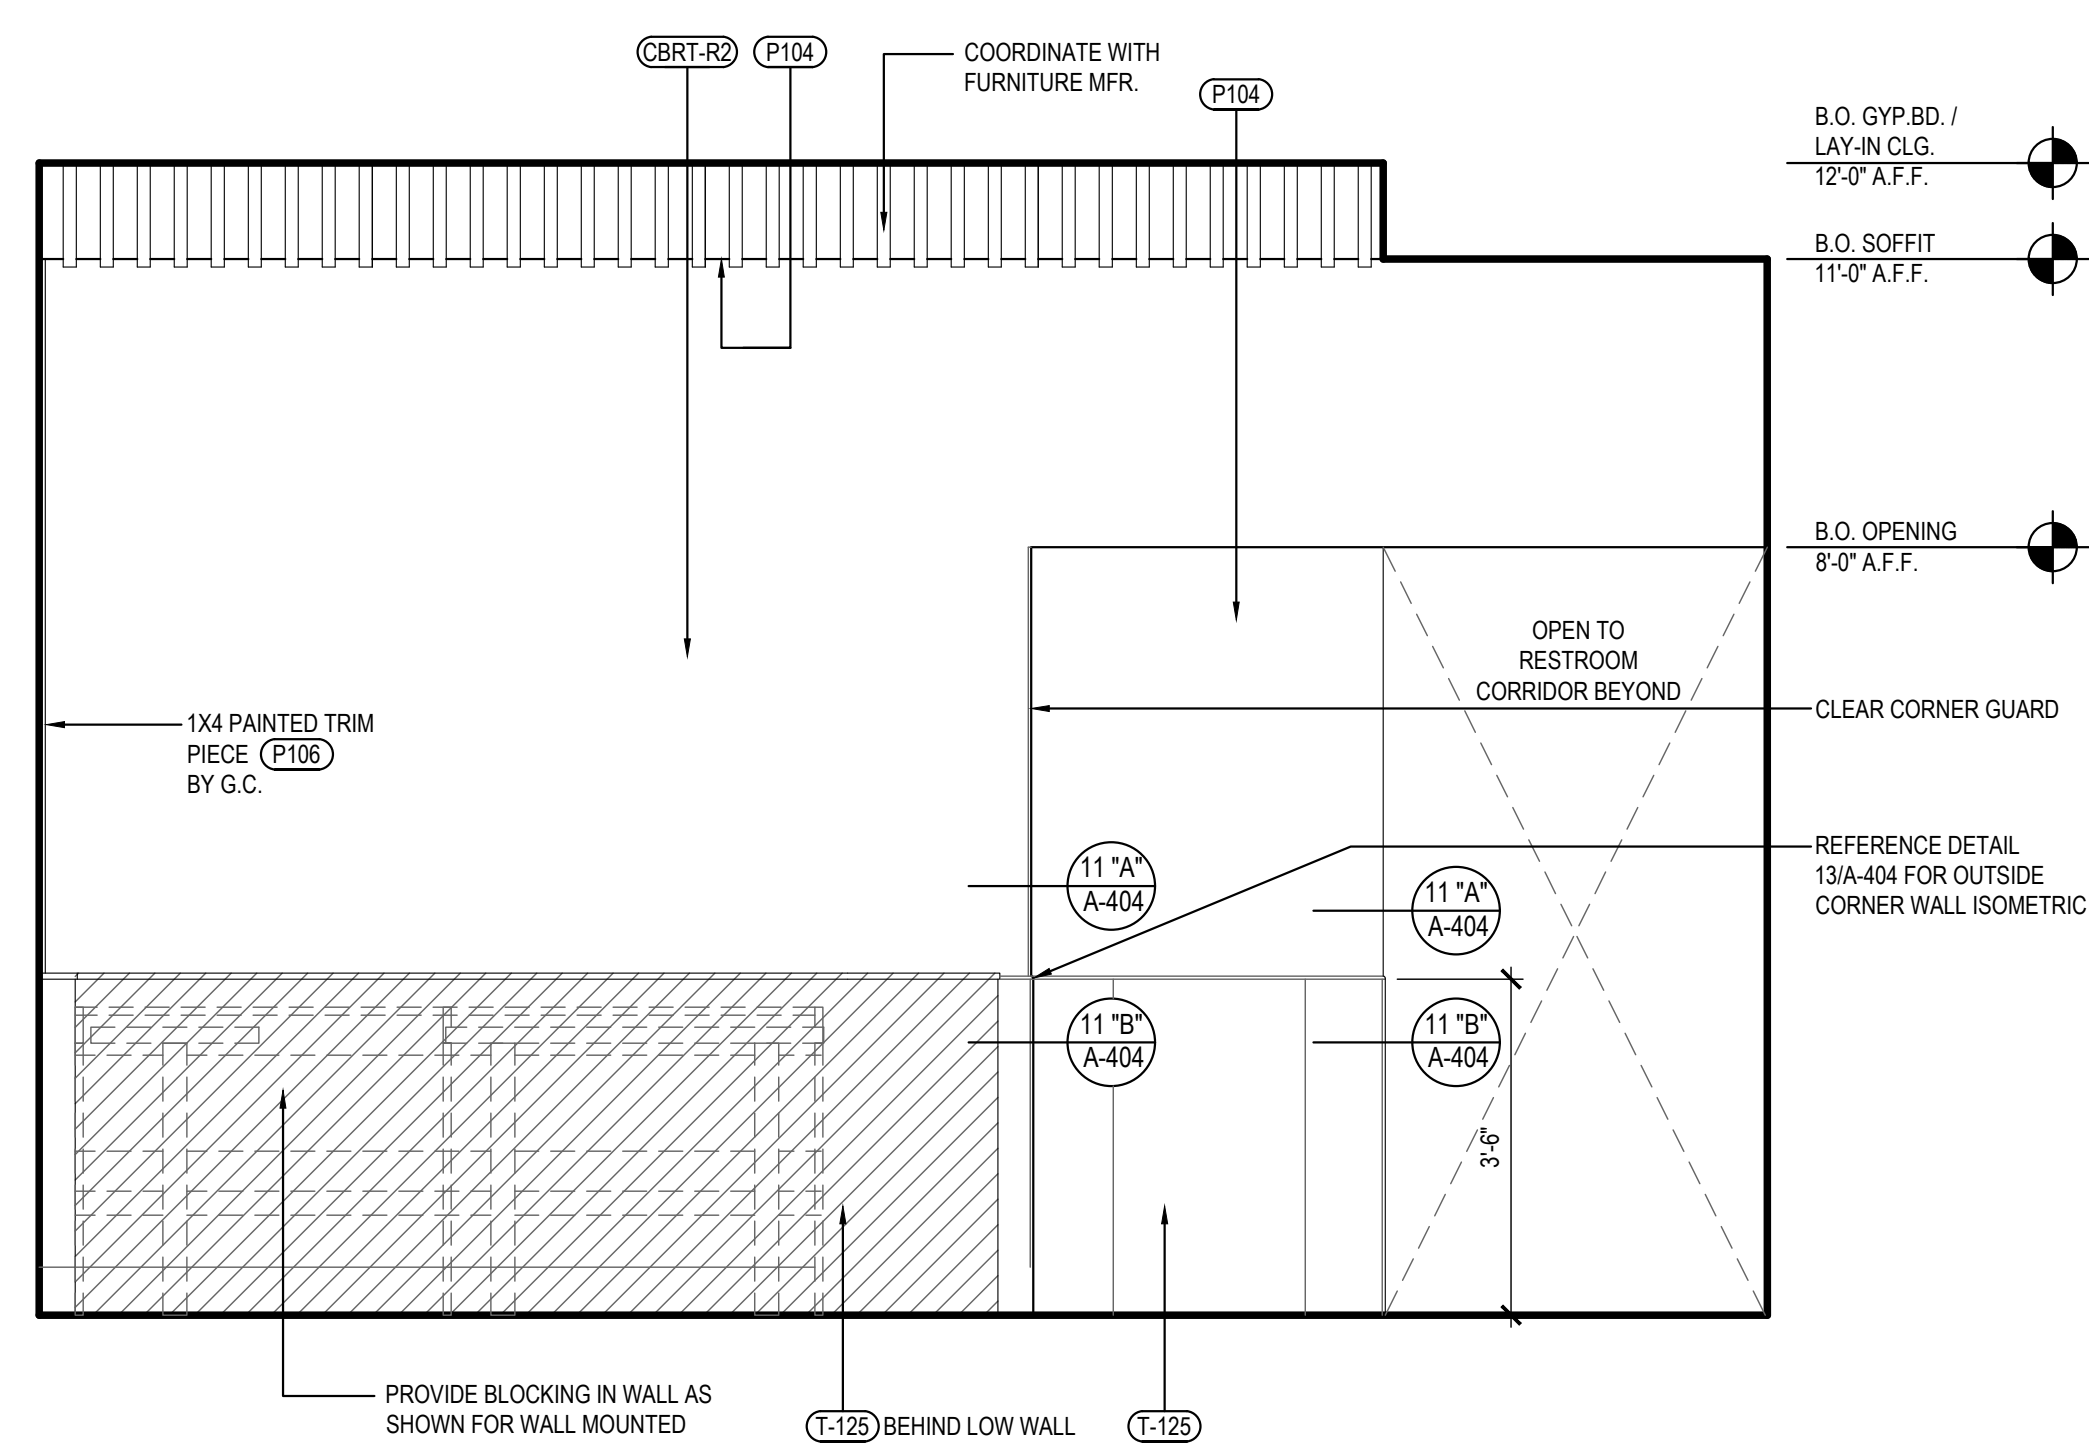 CBRT-R2
P104
COORDINATE WITH
FURNITURE MFR.
P104
B.O. GYP.BD. /
LAY-IN CLG.
12'-0" A.F.F.
B.O. SOFFIT
11'-0" A.F.F.
B.O. OPENING
8'-0" A.F.F.
OPEN TO
RESTROOM
CORRIDOR BEYOND
CLEAR CORNER GUARD
1X4 PAINTED TRIM
PIECE P106
BY G.C.
REFERENCE DETAIL
13/A-404 FOR OUTSIDE
CORNER WALL ISOMETRIC
11 "A"
A-404
11 "A"
A-404
11 "B"
A-404
11 "B"
A-404
3'-6"
PROVIDE BLOCKING IN WALL AS
SHOWN FOR WALL MOUNTED
T-125 BEHIND LOW WALL
T-125